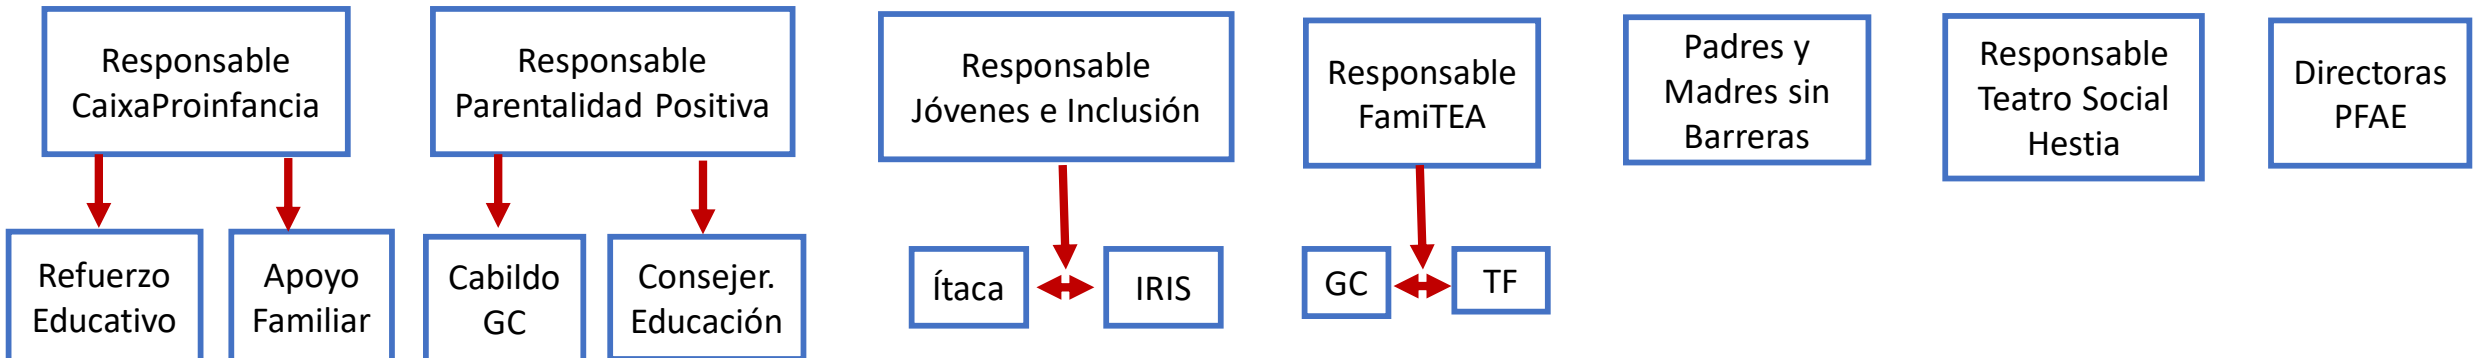 Responsable
CaixaProinfancia
Responsable
Parentalidad Positiva
Responsable
Jóvenes e Inclusión
Responsable
FamiTEA
Padres y
Madres sin
Barreras
Responsable
Teatro Social
Hestia
Directoras
PFAE
Refuerzo
Educativo
Apoyo
Familiar
Cabildo
GC
Consejer.
Educación
Ítaca
IRIS
GC
TF